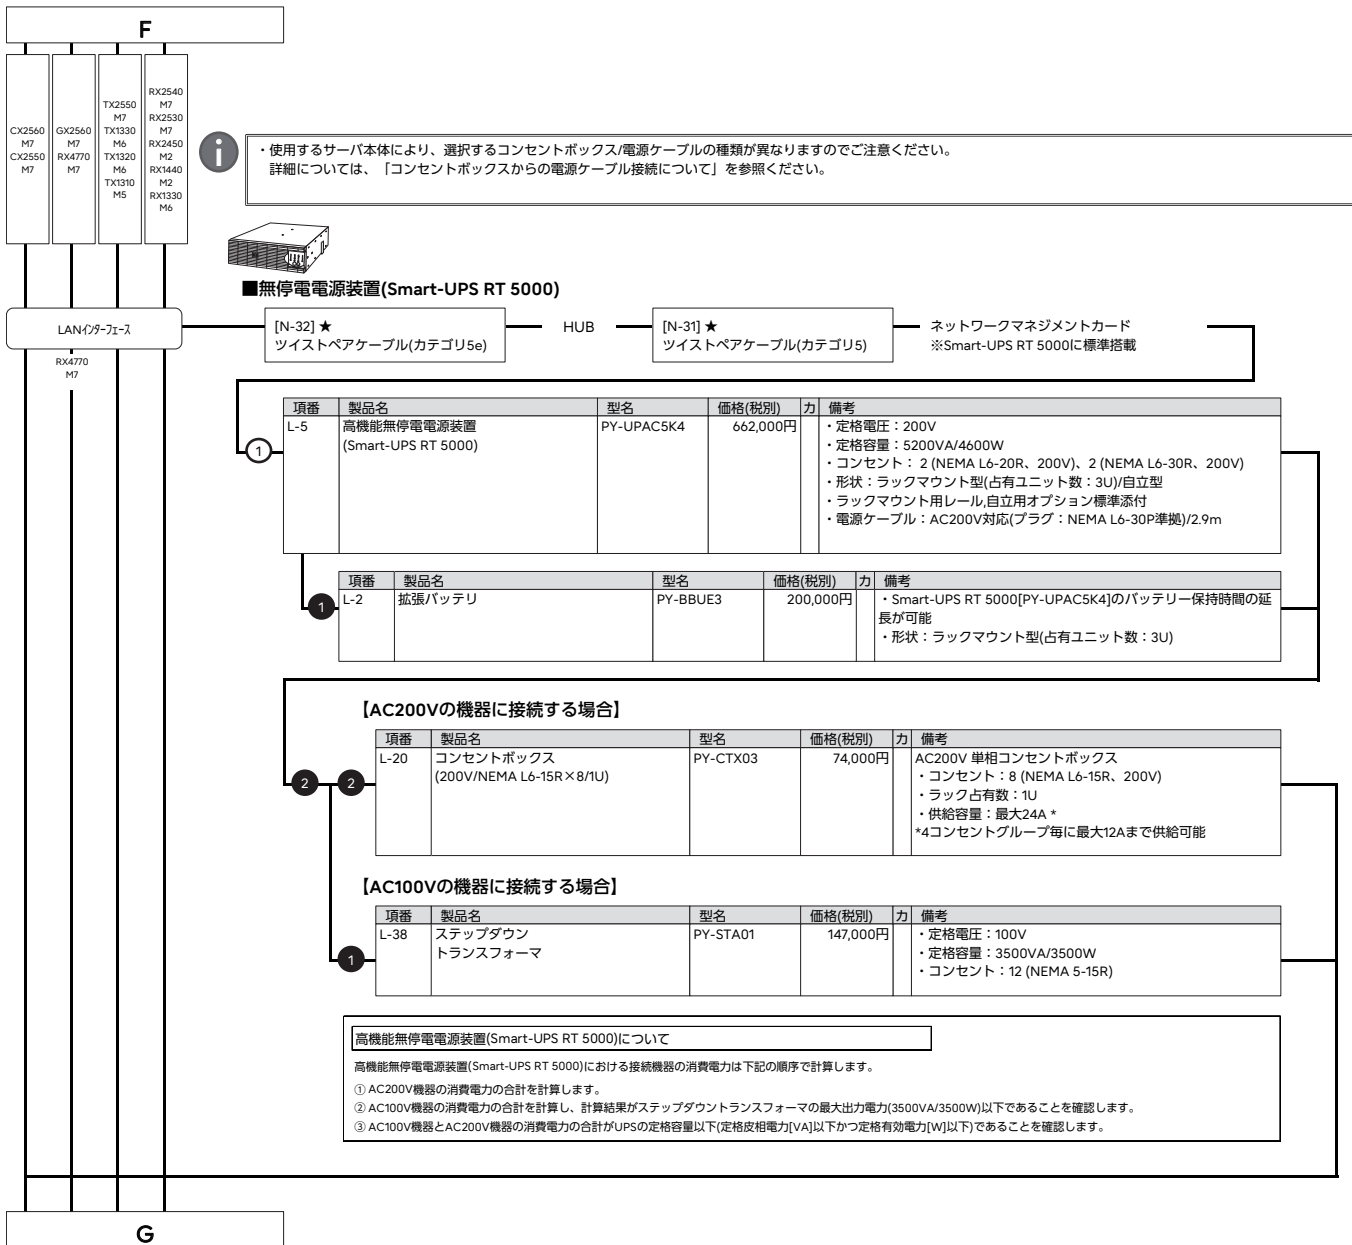 F
CX2560
M7
CX2550
M7
GX2560
M7
RX4770
M7
TX2550
M7
TX1330
M6
TX1320
M6
TX1310
M5
RX2540
M7
RX2530
M7
RX2450
M2
RX1440
M2
RX1330
M6
i
・使用するサーバ本体により、選択するコンセントボックス/電源ケーブルの種類が異なりますのでご注意ください。
詳細については、「コンセントボックスからの電源ケーブル接続について」を参照ください。
■無停電電源装置(Smart-UPS RT 5000)
LANインターフェース
[N-32] ★
ツイストペアケーブル(カテゴリ5e)
HUB
[N-31] ★
ツイストペアケーブル(カテゴリ5)
ネットワークマネジメントカード
※Smart-UPS RT 5000に標準搭載
RX4770
M7
項番 製品名 型名 価格(税別) カ 備考
1
L-5 高機能無停電電源装置 PY-UPAC5K4 662,000円 ・定格電圧：200V
(Smart-UPS RT 5000) ・定格容量：5200VA/4600W
・コンセント： 2 (NEMA L6-20R、200V)、2 (NEMA L6-30R、200V)
・形状：ラックマウント型(占有ユニット数：3U)/自立型
・ラックマウント用レール,自立用オプション標準添付
・電源ケーブル：AC200V対応(プラグ：NEMA L6-30P準拠)/2.9m
項番 製品名 型名 価格(税別) カ 備考
1
L-2 拡張バッテリ PY-BBUE3 200,000円 ・Smart-UPS RT 5000[PY-UPAC5K4]のバッテリー保持時間の延
長が可能
・形状：ラックマウント型(占有ユニット数：3U)
【AC200Vの機器に接続する場合】
項番 製品名 型名 価格(税別) カ 備考
2 2
L-20 コンセントボックス PY-CTX03 74,000円 AC200V 単相コンセントボックス
(200V/NEMA L6-15R×8/1U) ・コンセント：8 (NEMA L6-15R、200V)
・ラック占有数：1U
・供給容量：最大24A *
*4コンセントグループ毎に最大12Aまで供給可能
【AC100Vの機器に接続する場合】
項番 製品名 型名 価格(税別) カ 備考
1
L-38 ステップダウン PY-STA01 147,000円 ・定格電圧：100V
トランスフォーマ ・定格容量：3500VA/3500W
・コンセント：12 (NEMA 5-15R)
高機能無停電電源装置(Smart-UPS RT 5000)について
高機能無停電電源装置(Smart-UPS RT 5000)における接続機器の消費電力は下記の順序で計算します。
① AC200V機器の消費電力の合計を計算します。
② AC100V機器の消費電力の合計を計算し、計算結果がステップダウントランスフォーマの最大出力電力(3500VA/3500W)以下であることを確認します。
③ AC100V機器とAC200V機器の消費電力の合計がUPSの定格容量以下(定格皮相電力[VA]以下かつ定格有効電力[W]以下)であることを確認します。
G